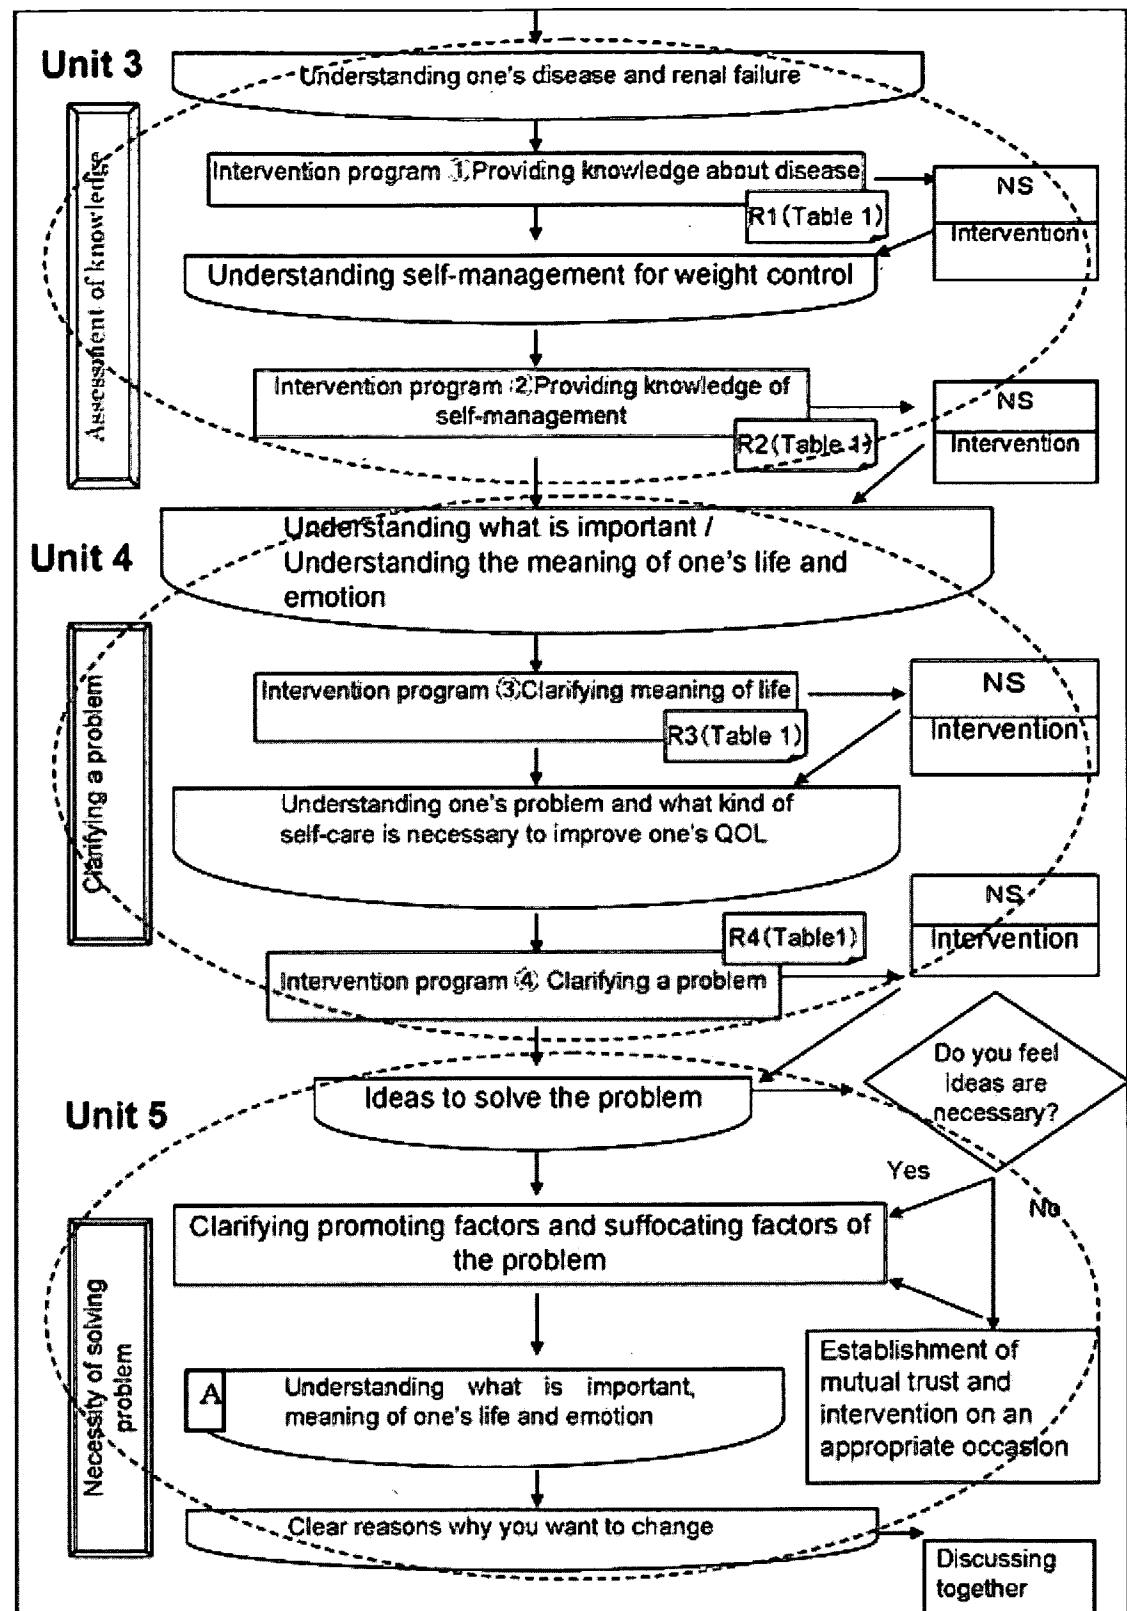 Unit 3
Understanding one's disease and renal failure
Assessment of knowledge
Intervention program ①Providing knowledge about disease
R1(Table 1)
NS
Intervention
Understanding self-management for weight control
Intervention program ②Providing knowledge of
self-management
R2(Table 1)
NS
Intervention
Unit 4
Understanding what is important /
Understanding the meaning of one's life and
emotion
Clarifying a problem
Intervention program ③Clarifying meaning of life
R3(Table 1)
NS
Intervention
Understanding one's problem and what kind of
self-care is necessary to improve one's QOL
R4(Table1)
NS
Intervention
Intervention program ④ Clarifying a problem
Unit 5
Ideas to solve the problem
Do you feel
ideas are
necessary?
Yes
No
Necessity of solving
problem
Clarifying promoting factors and suffocating factors of
the problem
Establishment of
mutual trust and
intervention on an
appropriate occasion
A
Understanding what is important,
meaning of one's life and emotion
Clear reasons why you want to change
Discussing
together